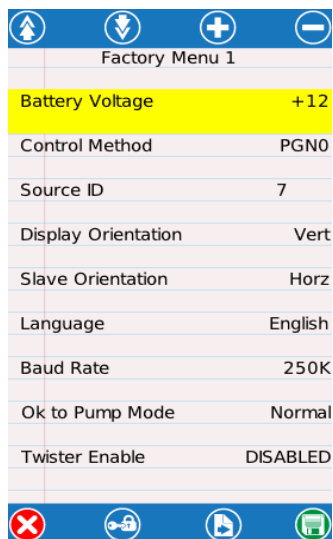 Factory Menu 1
Battery Voltage +12
Control Method PGN0
Source ID 7
Display Orientation Vert
Slave Orientation Horz
Language English
Baud Rate 250K
Ok to Pump Mode Normal
Twister Enable DISABLED